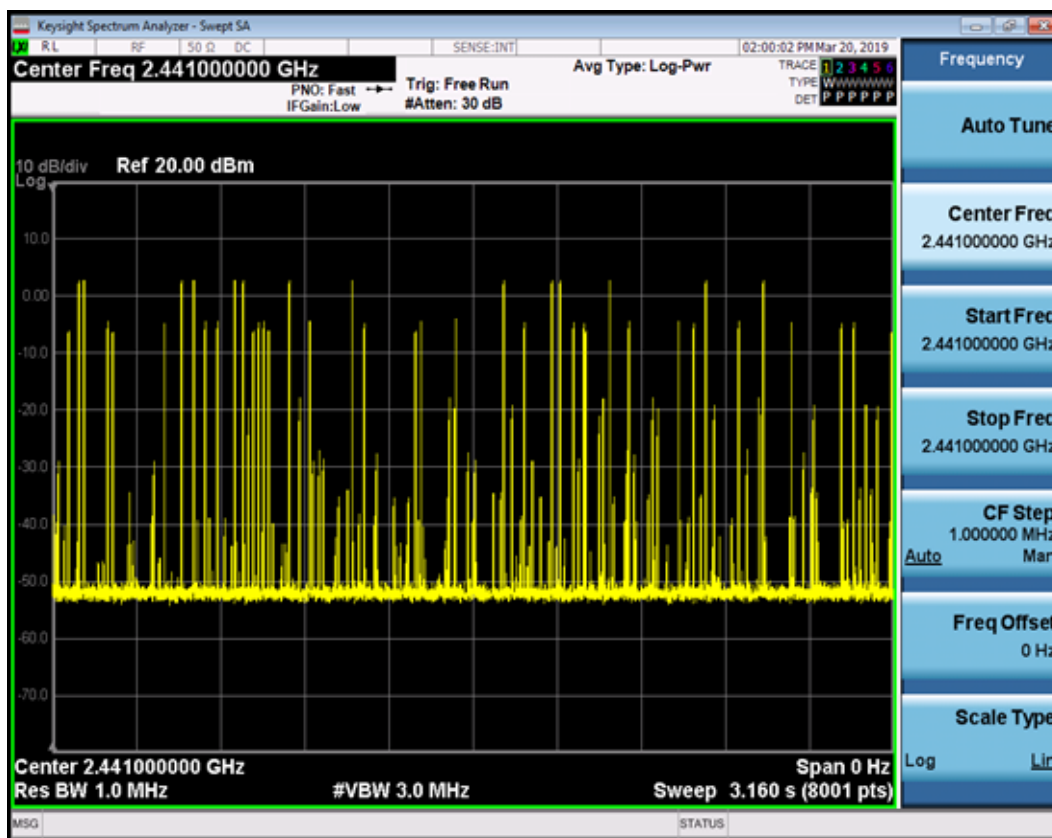 Keysight Spectrum Analyzer - Swept SA
LXI RL RF 50 Ω DC SENSE:INT 02:00:02 PM Mar 20, 2019
Center Freq 2.441000000 GHz
PNO: Fast
IFGain:Low
Trig: Free Run
#Atten: 30 dB
Avg Type: Log-Pwr
TRACE 1 2 3 4 5 6
TYPE WWWWWW
DET P P P P P P
10 dB/div Ref 20.00 dBm
Log
10.0
0.00
-10.0
-20.0
-30.0
-40.0
-50.0
-60.0
-70.0
Center 2.441000000 GHz Span 0 Hz
Res BW 1.0 MHz #VBW 3.0 MHz Sweep 3.160 s (8001 pts)
MSG STATUS
Frequency
Auto Tune
Center Freq
2.441000000 GHz
Start Freq
2.441000000 GHz
Stop Freq
2.441000000 GHz
CF Step
1.000000 MHz
Auto Man
Freq Offset
0 Hz
Scale Type
Log Lin